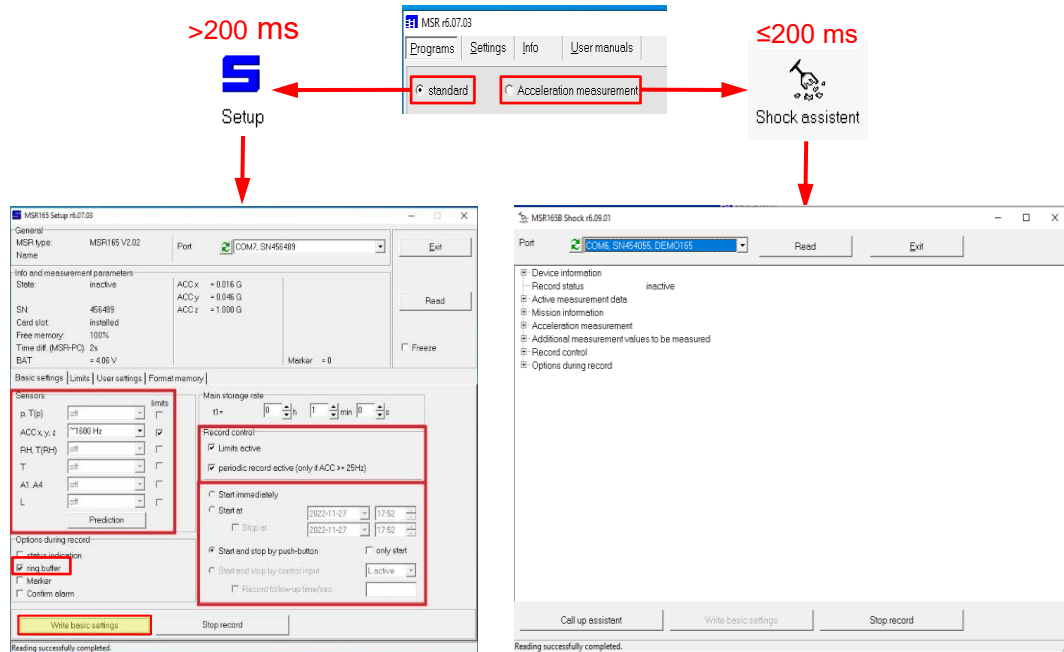 >200 ms
MSR r6.07.03
≤200 ms
Programs Settings Info User manuals
standard Acceleration measurement
Setup
Shock assistent
MSR165 Setup r6.07.03
General
MSR type: MSR165 V2.02
Name
Port COM7, SN456489
Exit
Info and measurement parameters
State: inactive
SN: 456489
Card slot: installed
Free memory: 100%
Time diff. (MSR-PC): 2s
BAT = 4.06 V
ACC x = 0.016 G
ACC y = 0.046 G
ACC z = 1.000 G
Marker = 0
Read
Freeze
Basic settings Limits User settings Format memory
Sensors
limits
p, T(p) off
ACC x, y, z ~1600 Hz
RH, T(RH) off
T off
A1..A4 off
L off
Prediction
Options during record
status indication
ring buffer
Marker
Confirm alarm
Main storage rate
t1= 0 h 1 min 0 s
Record control
Limits active
periodic record active (only if ACC >= 25Hz)
Start immediately
Start at 2022-11-27 17:52
Stop at 2022-11-27 17:52
Start and stop by push-button only start
Start and stop by control input L active
Record follow-up time/sec:
Write basic settings Stop record
Reading successfully completed.
MSR165B Shock r6.09.01
Port COM6, SN454055, DEMO165 Read Exit
Device information
Record status inactive
Active measurement data
Mission information
Acceleration measurement
Additional measurement values to be measured
Record control
Options during record
Call up assistant Write basic settings Stop record
Reading successfully completed.